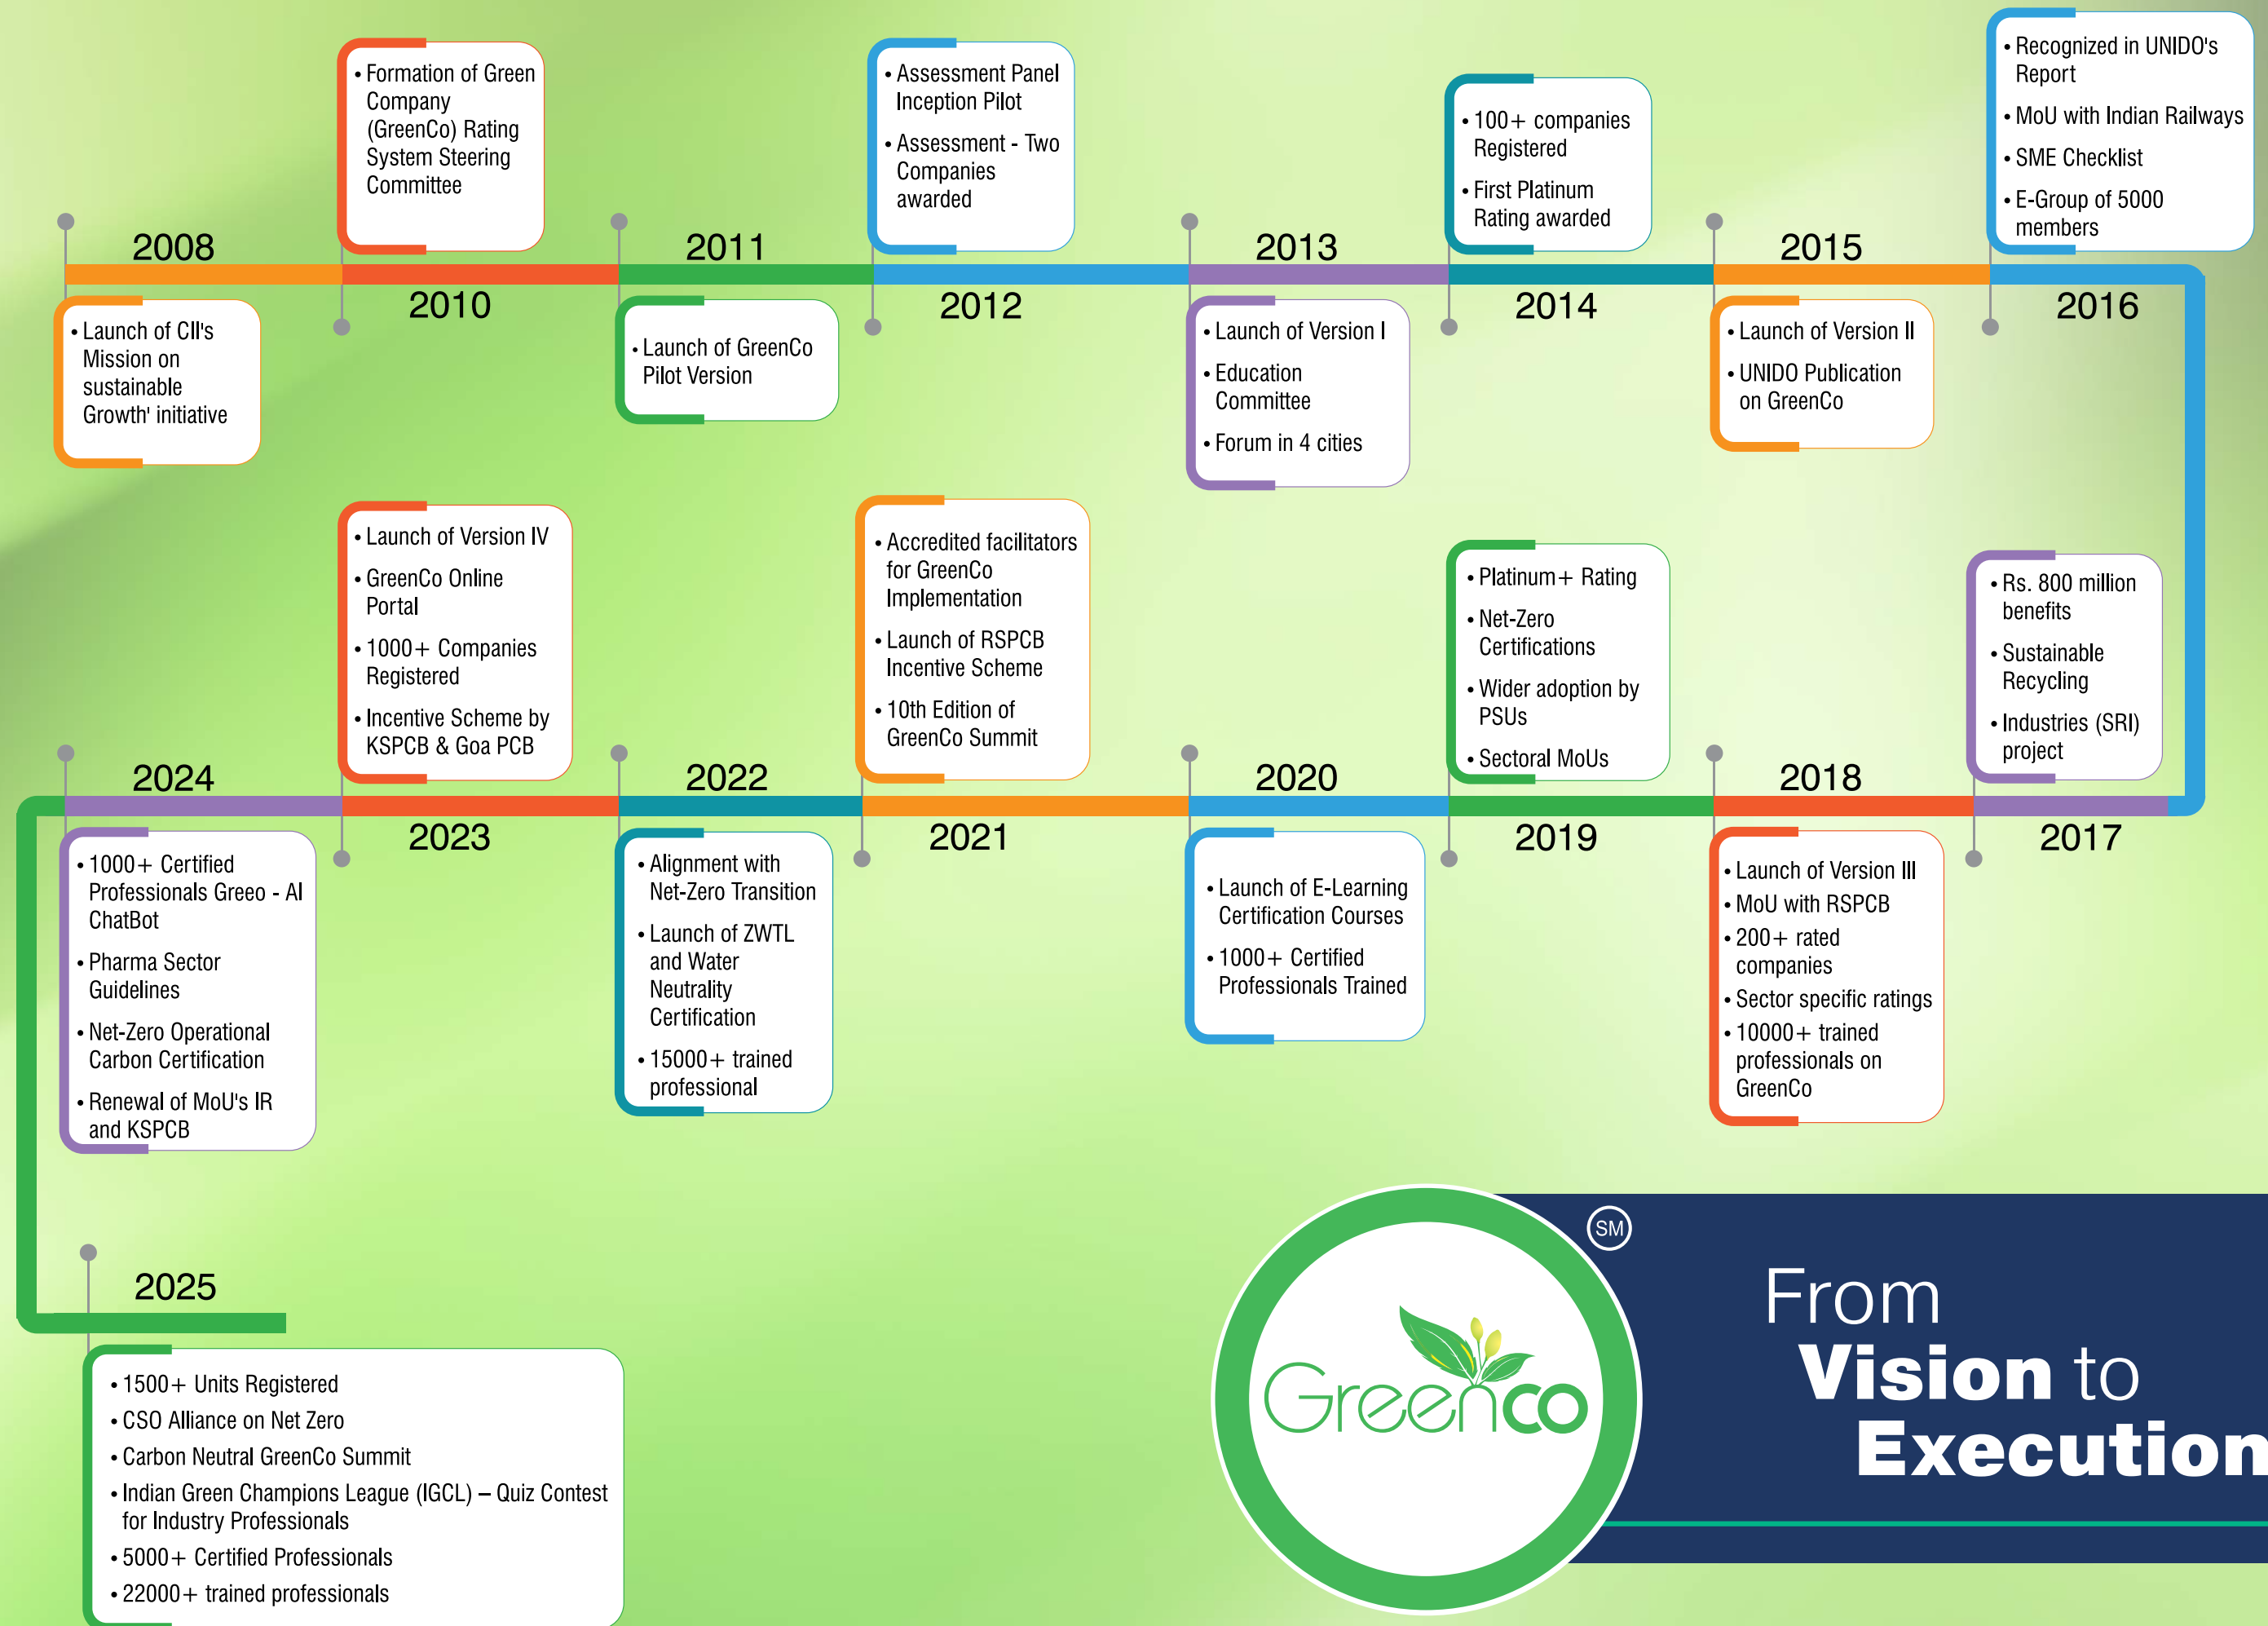 2008
• Launch of CII's
Mission on
sustainable
Growth' initiative
• Formation of Green
Company
(GreenCo) Rating
System Steering
Committee
2010
2011
• Launch of GreenCo
Pilot Version
• Assessment Panel
Inception Pilot
• Assessment - Two
Companies
awarded
2012
2013
• Launch of Version I
• Education
Committee
• Forum in 4 cities
• 100+ companies
Registered
• First Platinum
Rating awarded
2014
2015
• Launch of Version II
• UNIDO Publication
on GreenCo
• Recognized in UNIDO's
Report
• MoU with Indian Railways
• SME Checklist
• E-Group of 5000
members
2016
• Rs. 800 million
benefits
• Sustainable
Recycling
• Industries (SRI)
project
2017
2018
• Launch of Version III
• MoU with RSPCB
• 200+ rated
companies
• Sector specific ratings
• 10000+ trained
professionals on
GreenCo
• Platinum+ Rating
• Net-Zero
Certifications
• Wider adoption by
PSUs
• Sectoral MoUs
2019
2020
• Launch of E-Learning
Certification Courses
• 1000+ Certified
Professionals Trained
• Accredited facilitators
for GreenCo
Implementation
• Launch of RSPCB
Incentive Scheme
• 10th Edition of
GreenCo Summit
2021
2022
• Alignment with
Net-Zero Transition
• Launch of ZWTL
and Water
Neutrality
Certification
• 15000+ trained
professional
• Launch of Version IV
• GreenCo Online
Portal
• 1000+ Companies
Registered
• Incentive Scheme by
KSPCB & Goa PCB
2023
2024
• 1000+ Certified
Professionals Greeo - AI
ChatBot
• Pharma Sector
Guidelines
• Net-Zero Operational
Carbon Certification
• Renewal of MoU's IR
and KSPCB
2025
• 1500+ Units Registered
• CSO Alliance on Net Zero
• Carbon Neutral GreenCo Summit
• Indian Green Champions League (IGCL) – Quiz Contest
for Industry Professionals
• 5000+ Certified Professionals
• 22000+ trained professionals
Greenco
SM
From
Vision to
Execution